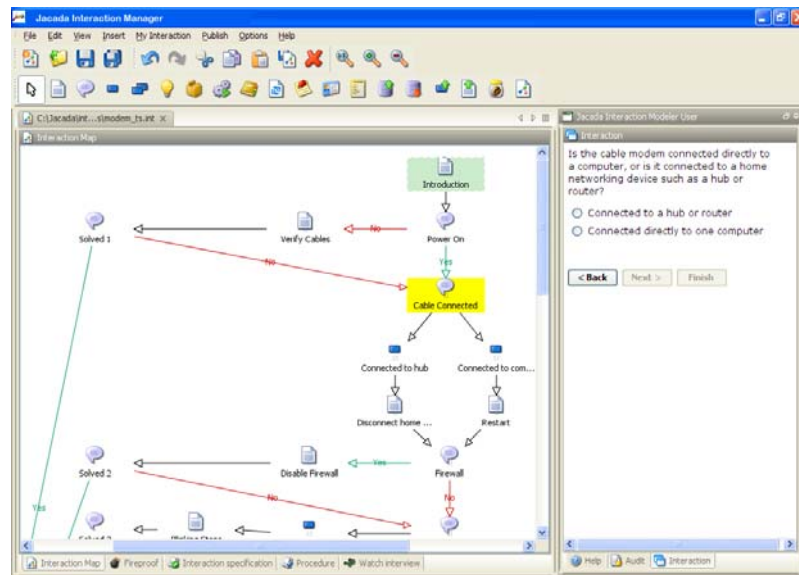 Jacada Interaction Manager
File Edit View Insert My Interaction Publish Options Help
C:\Jacada\int...s\modem_ts.int
Jacada Interaction Modeler User
Interaction Map
Interaction
Is the cable modem connected directly to
a computer, or is it connected to a home
networking device such as a hub or
router?
Connected to a hub or router
Connected directly to one computer
< Back Next > Finish
Introduction
Solved 1
Verify Cables
No
Power On
No
Yes
Cable Connected
Connected to hub
Connected to com...
Disconnect home ...
Restart
Solved 2
Disable Firewall
Yes
Firewall
Yes
No
No
Interaction Map Fireproof Interaction specification Procedure Watch interview
Help Audit Interaction